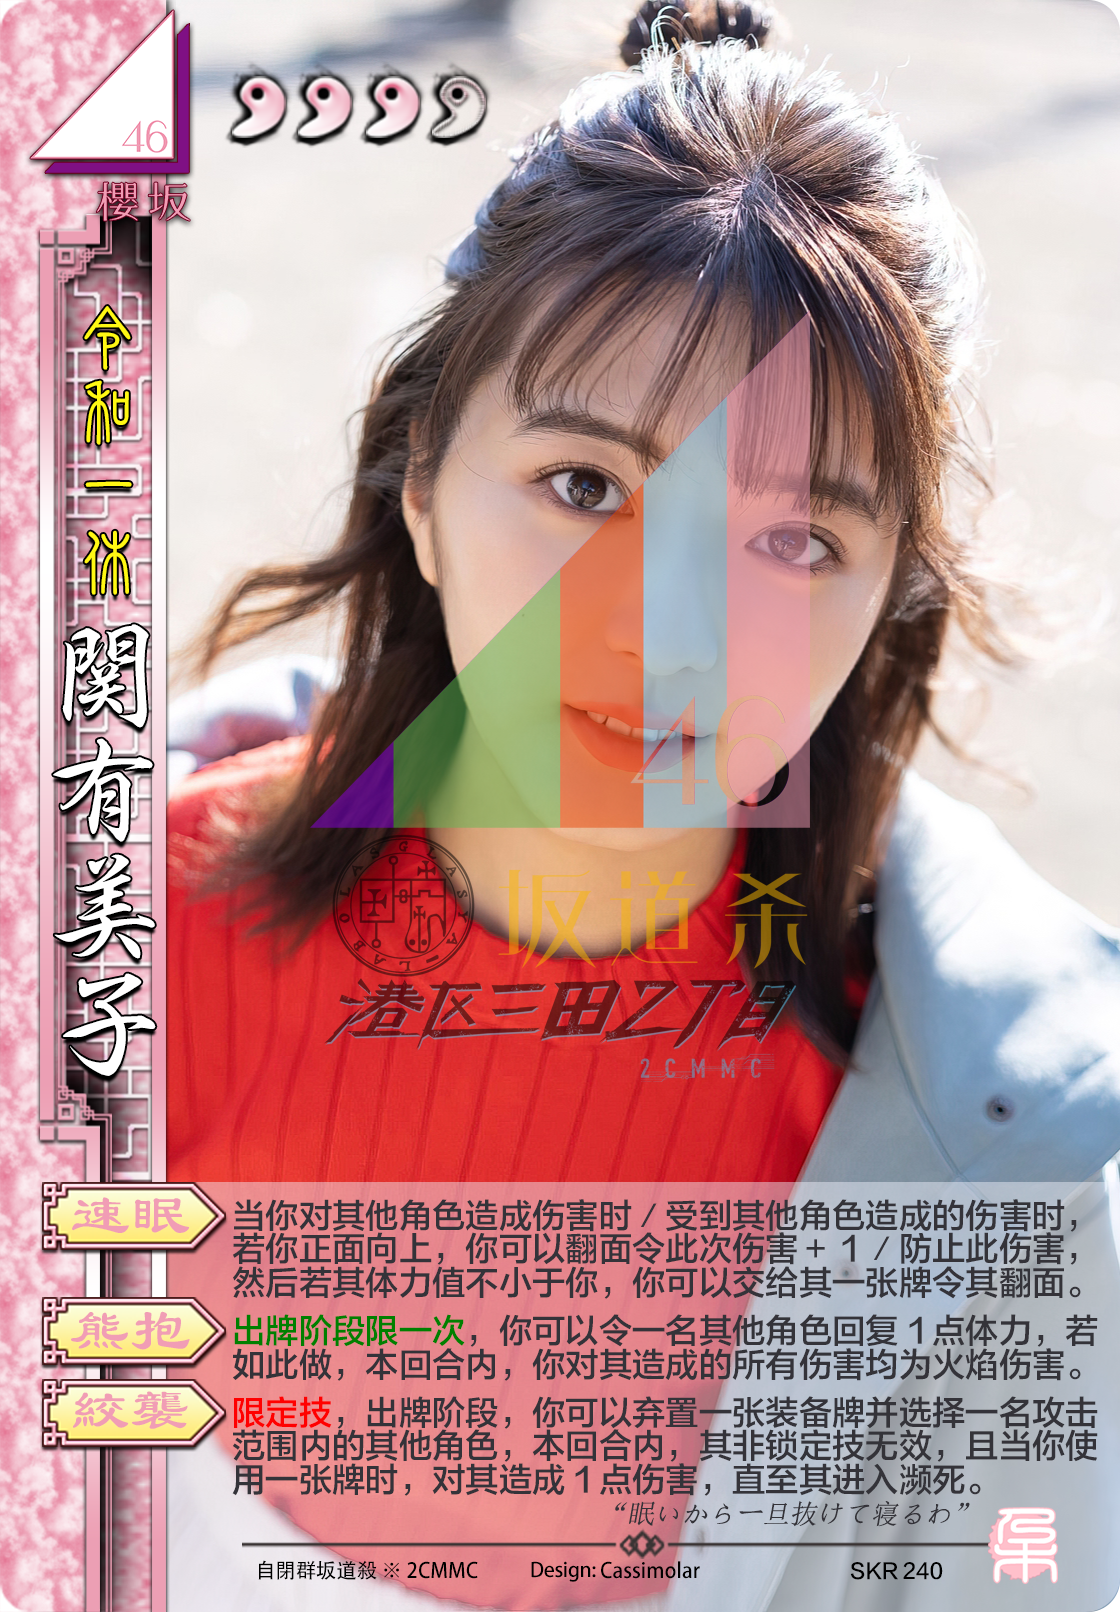 46
櫻坂
令和一休
関有美子
46
LASYALABOLASGLAS
坂道杀
港区三田2丁目
2CMMC
速眠
当你对其他角色造成伤害时/受到其他角色造成的伤害时，
若你正面向上，你可以翻面令此次伤害+1/防止此伤害，
然后若其体力值不小于你，你可以交给其一张牌令其翻面。
熊抱
出牌阶段限一次，你可以令一名其他角色回复1点体力，若
如此做，本回合内，你对其造成的所有伤害均为火焰伤害。
絞襲
限定技，出牌阶段，你可以弃置一张装备牌并选择一名攻击
范围内的其他角色，本回合内，其非锁定技无效，且当你使
用一张牌时，对其造成1点伤害，直至其进入濒死。
“眠いから一旦抜けて寝るわ”
自閉群坂道殺 ※ 2CMMC
Design: Cassimolar
SKR 240